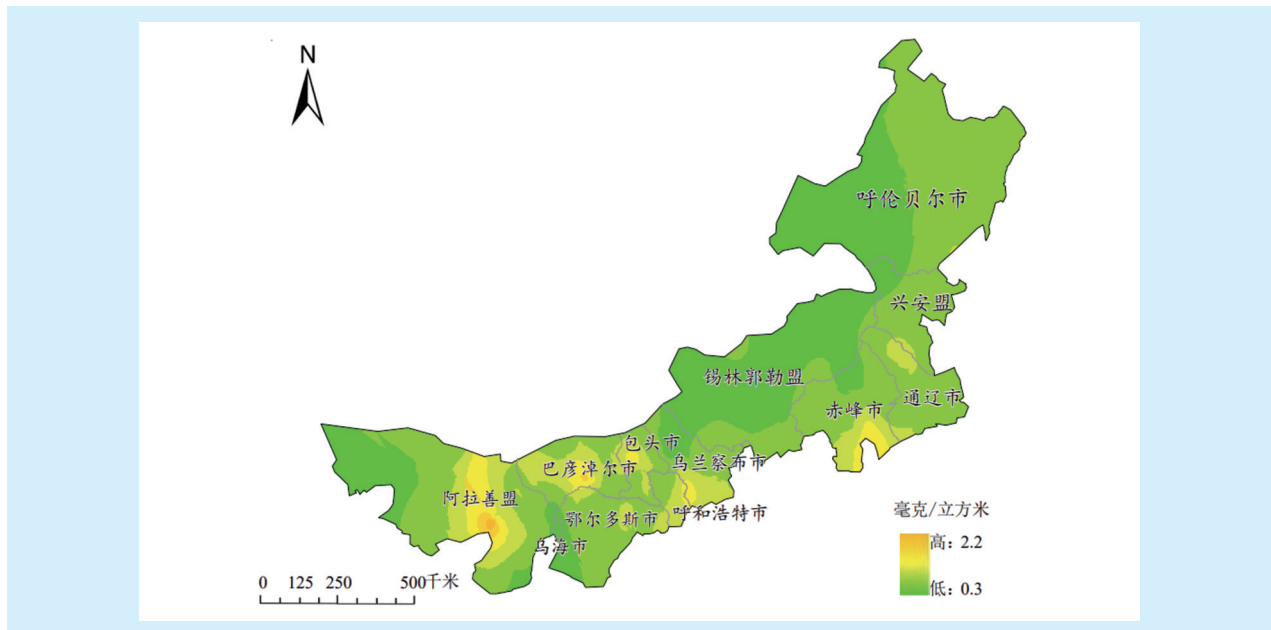 N
呼伦贝尔市
兴安盟
锡林郭勒盟
通辽市
赤峰市
包头市
乌兰察布市
巴彦淖尔市
阿拉善盟
呼和浩特市
鄂尔多斯市
乌海市
毫克/立方米
高: 2.2
低: 0.3
0 125 250 500千米